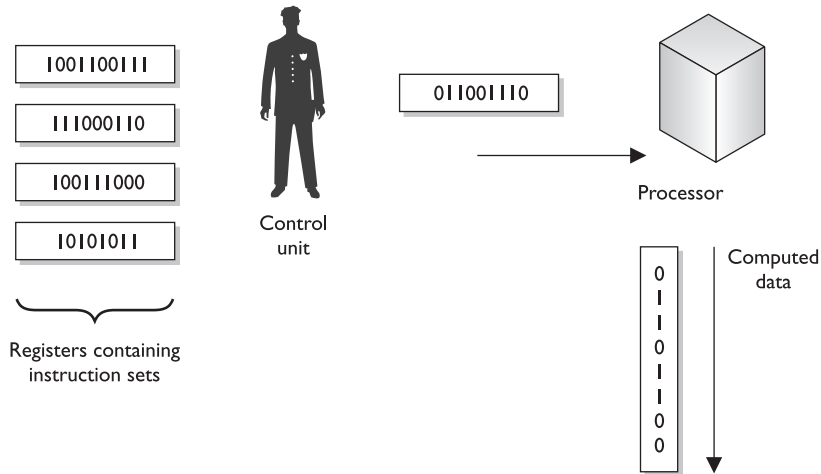 1001100111
111000110
100111000
10101011
Registers containing
instruction sets
Control
unit
011001110
Processor
Computed
data
0
1
1
0
1
1
0
0